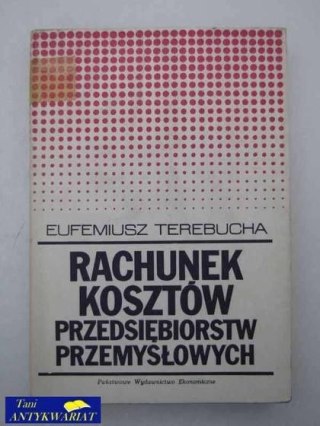 EUFEMIUSZ TEREBUCHA
RACHUNEK
KOSZTÓW
PRZEDSIĘBIORSTW
PRZEMYSŁOWYCH
Państwowe Wydawnictwo Ekonomiczne
Tani
ANTYKWARIAT